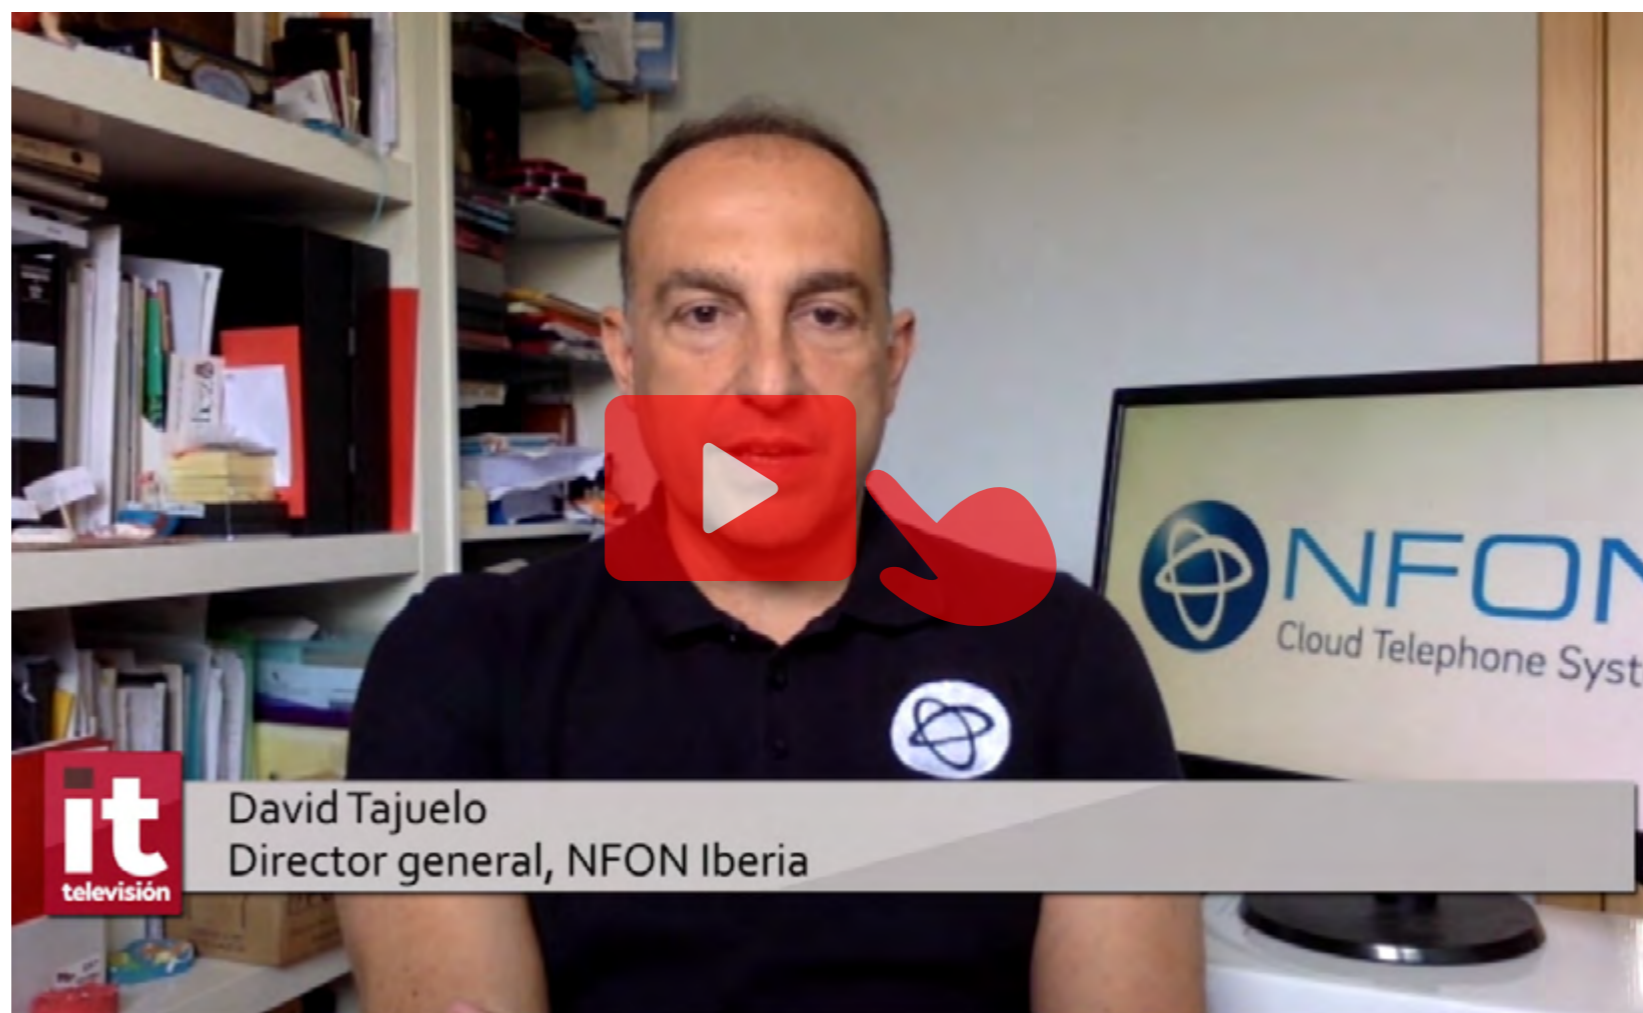 NFON
Cloud Telephone Syst
David Tajuelo
Director general, NFON Iberia
it
televisión